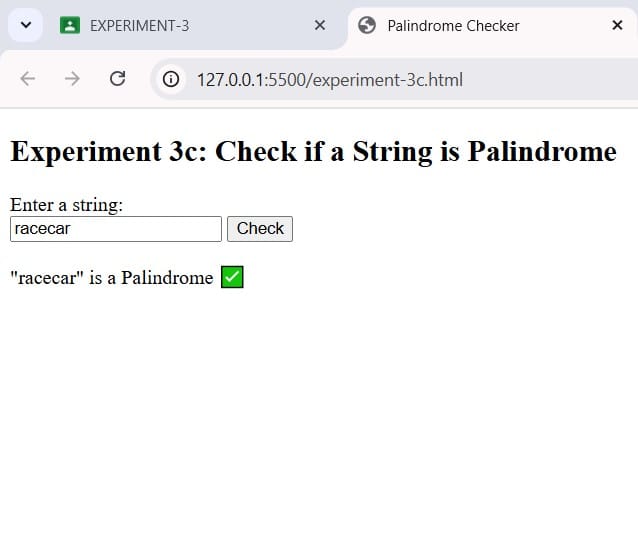 EXPERIMENT-3
Palindrome Checker
127.0.0.1:5500/experiment-3c.html
Experiment 3c: Check if a String is Palindrome
Enter a string:
racecar Check
"racecar" is a Palindrome ✅